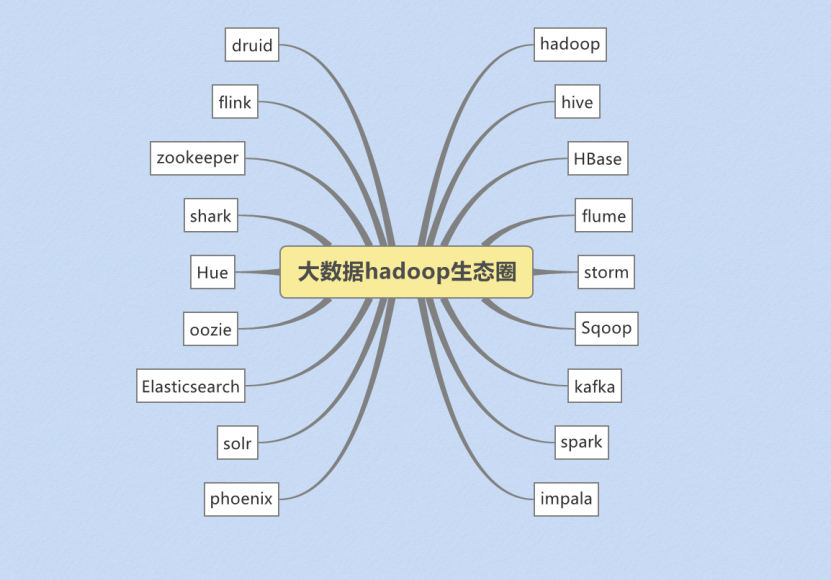 druid
hadoop
flink
hive
zookeeper
HBase
shark
flume
大数据hadoop生态圈
Hue
storm
oozie
Sqoop
Elasticsearch
kafka
solr
spark
phoenix
impala